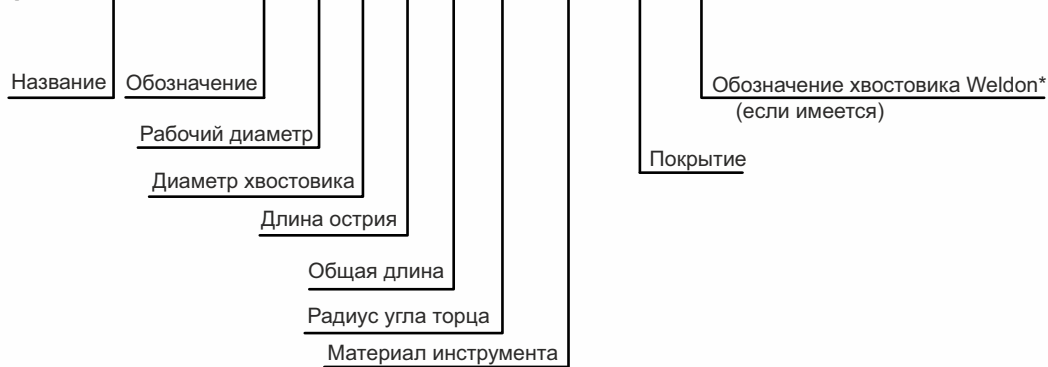 Название
Обозначение
Обозначение хвостовика Weldon*
(если имеется)
Рабочий диаметр
Покрытие
Диаметр хвостовика
Длина острия
Общая длина
Радиус угла торца
Материал инструмента